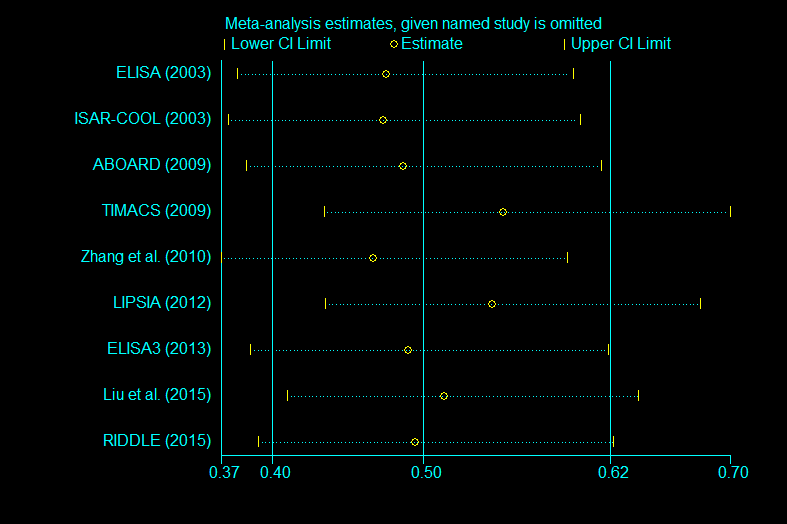 Meta-analysis estimates, given named study is omitted
Lower CI Limit Estimate Upper CI Limit
ELISA (2003)
ISAR-COOL (2003)
ABOARD (2009)
TIMACS (2009)
Zhang et al. (2010)
LIPSIA (2012)
ELISA3 (2013)
Liu et al. (2015)
RIDDLE (2015)
0.37 0.40 0.50 0.62 0.70